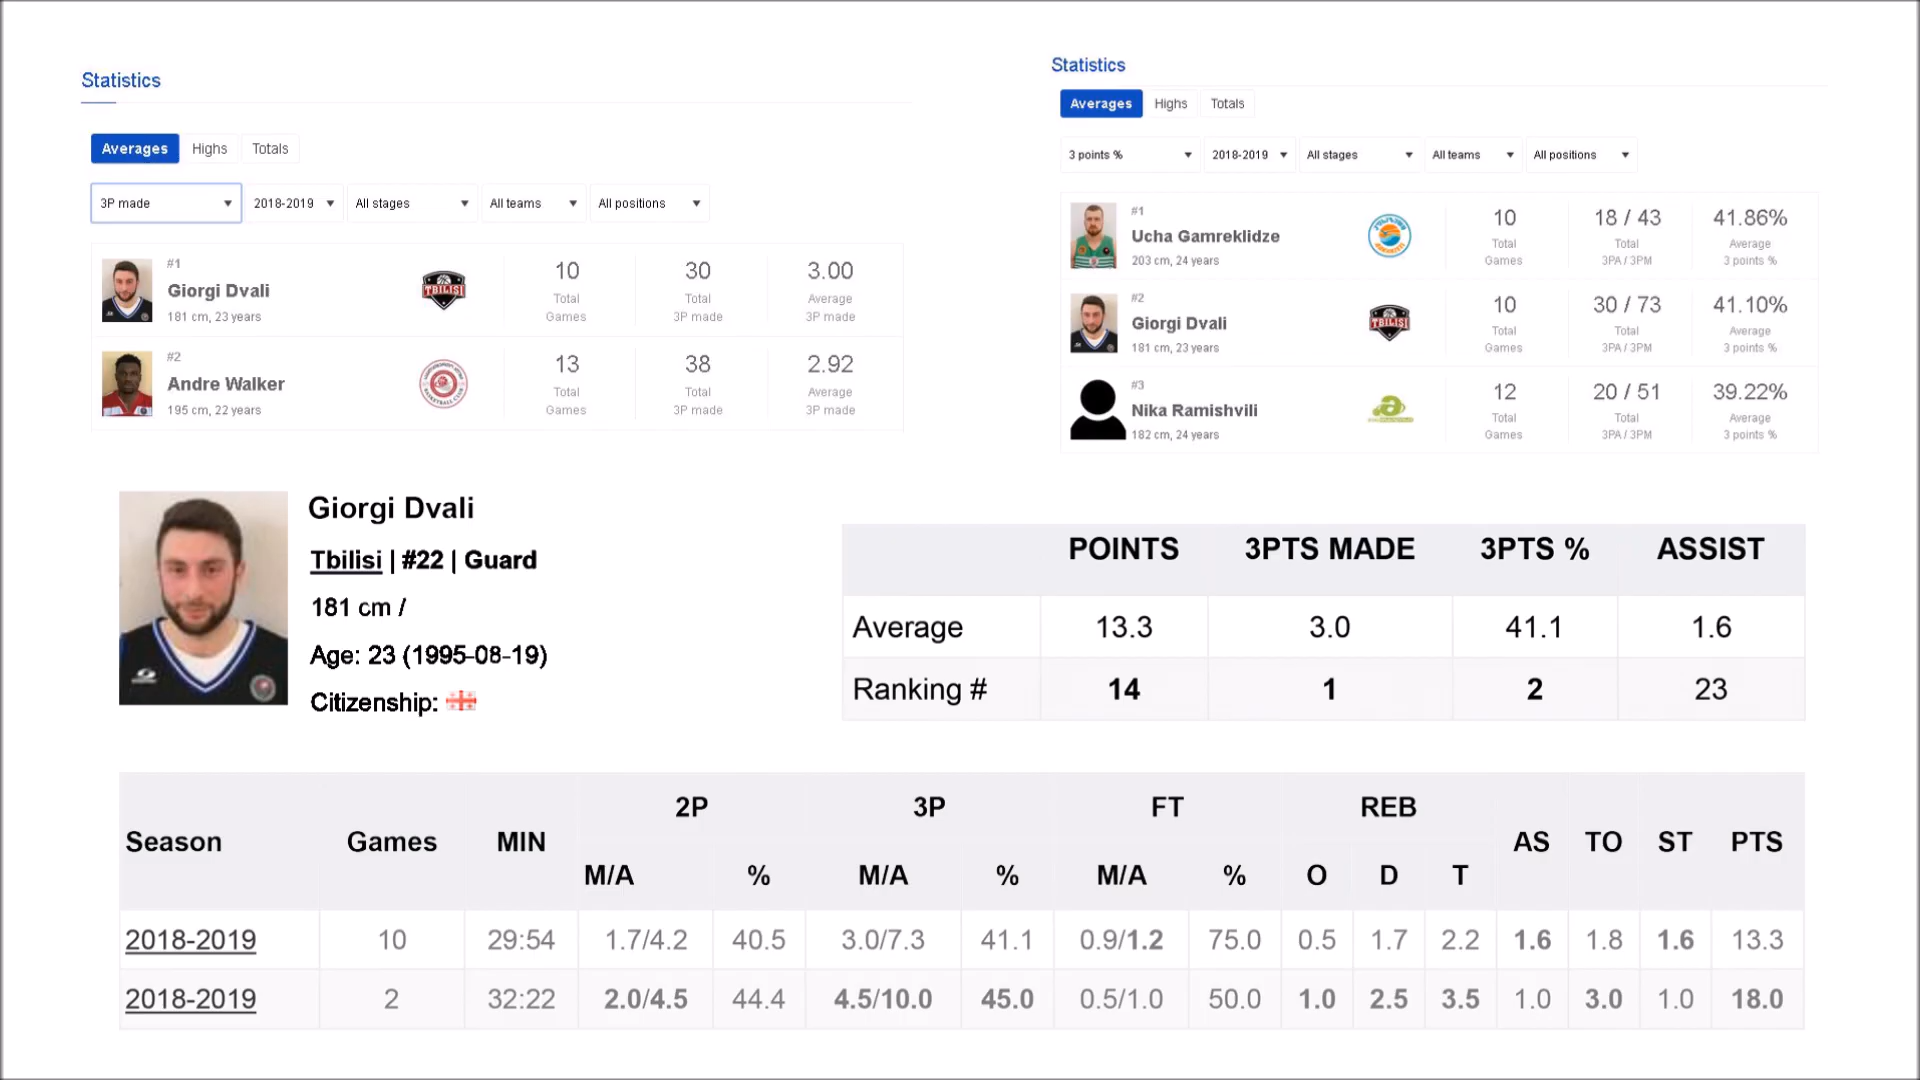 Statistics
Averages Highs Totals
3P made 2018-2019 All stages All teams All positions
#1
Giorgi Dvali
181 cm, 23 years
TBILISI
10
Total
Games
30
Total
3P made
3.00
Average
3P made
#2
Andre Walker
195 cm, 22 years
13
Total
Games
38
Total
3P made
2.92
Average
3P made
Statistics
Averages Highs Totals
3 points % 2018-2019 All stages All teams All positions
#1
Ucha Gamreklidze
203 cm, 24 years
10
Total
Games
18 / 43
Total
3PA / 3PM
41.86%
Average
3 points %
#2
Giorgi Dvali
181 cm, 23 years
TBILISI
10
Total
Games
30 / 73
Total
3PA / 3PM
41.10%
Average
3 points %
#3
Nika Ramishvili
182 cm, 24 years
12
Total
Games
20 / 51
Total
3PA / 3PM
39.22%
Average
3 points %
Giorgi Dvali
Tbilisi | #22 | Guard
181 cm /
Age: 23 (1995-08-19)
Citizenship:
POINTS 3PTS MADE 3PTS % ASSIST
Average 13.3 3.0 41.1 1.6
Ranking # 14 1 2 23
Season Games MIN 2P 3P FT REB AS TO ST PTS
M/A % M/A % M/A % O D T
2018-2019 10 29:54 1.7/4.2 40.5 3.0/7.3 41.1 0.9/1.2 75.0 0.5 1.7 2.2 1.6 1.8 1.6 13.3
2018-2019 2 32:22 2.0/4.5 44.4 4.5/10.0 45.0 0.5/1.0 50.0 1.0 2.5 3.5 1.0 3.0 1.0 18.0